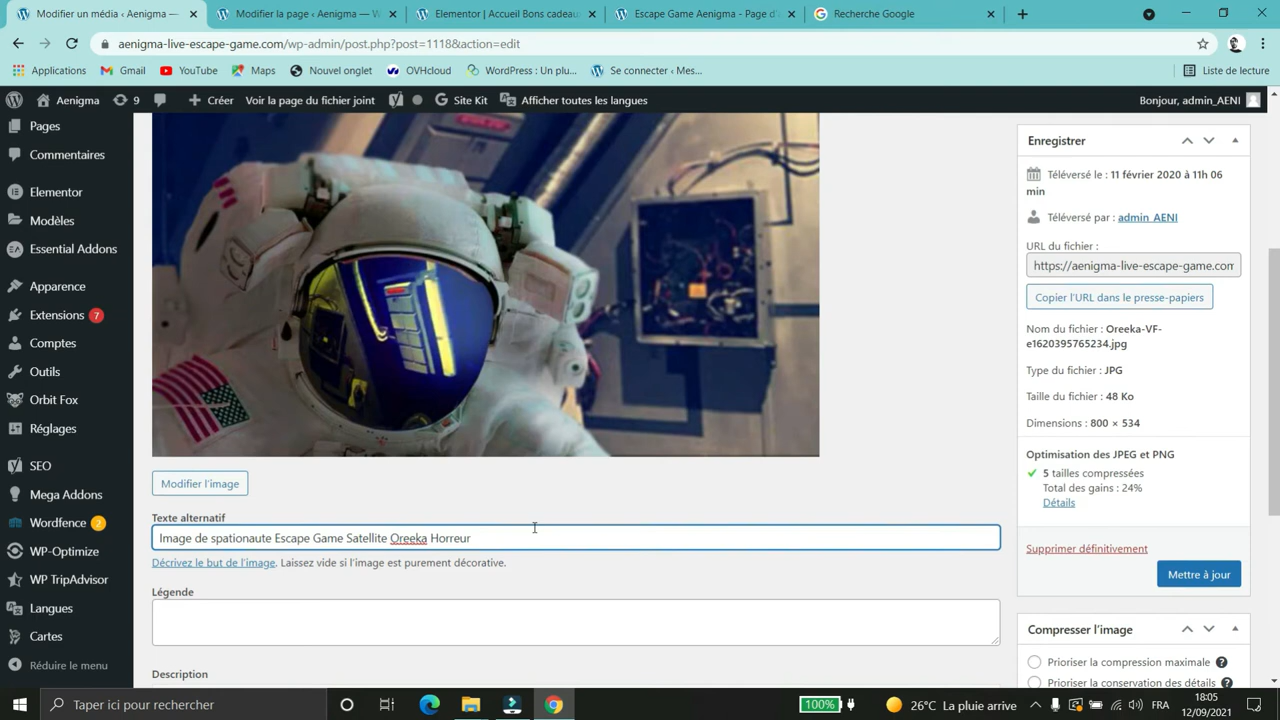 Modifier un média ‹ Aenigma —
Modifier la page ‹ Aenigma — W
Elementor | Accueil Bons cadeau
Escape Game Aenigma - Page d'
Recherche Google
aenigma-live-escape-game.com/wp-admin/post.php?post=1118&action=edit
Applications
Gmail
YouTube
Maps
Nouvel onglet
OVHcloud
WordPress : Un plu...
Se connecter ‹ Mes...
Liste de lecture
Aenigma
9
Créer
Voir la page du fichier joint
Site Kit
Afficher toutes les langues
Bonjour, admin_AENI
Pages
Commentaires
Elementor
Modèles
Essential Addons
Apparence
Extensions 7
Comptes
Outils
Orbit Fox
Réglages
SEO
Mega Addons
Wordfence 2
WP-Optimize
WP TripAdvisor
Langues
Cartes
Réduire le menu
Modifier l'image
Texte alternatif
Image de spationaute Escape Game Satellite Oreeka Horreur
Décrivez le but de l'image. Laissez vide si l'image est purement décorative.
Légende
Description
Enregistrer
Téléversé le : 11 février 2020 à 11h 06
min
Téléversé par : admin_AENI
URL du fichier :
https://aenigma-live-escape-game.com
Copier l'URL dans le presse-papiers
Nom du fichier : Oreeka-VF-
e1620395765234.jpg
Type du fichier : JPG
Taille du fichier : 48 Ko
Dimensions : 800 × 534
Optimisation des JPEG et PNG
5 tailles compressées
Total des gains : 24%
Détails
Supprimer définitivement
Mettre à jour
Compresser l'image
Prioriser la compression maximale
Prioriser la conservation des détails
Taper ici pour rechercher
100%
26°C La pluie arrive
FRA
18:05
12/09/2021